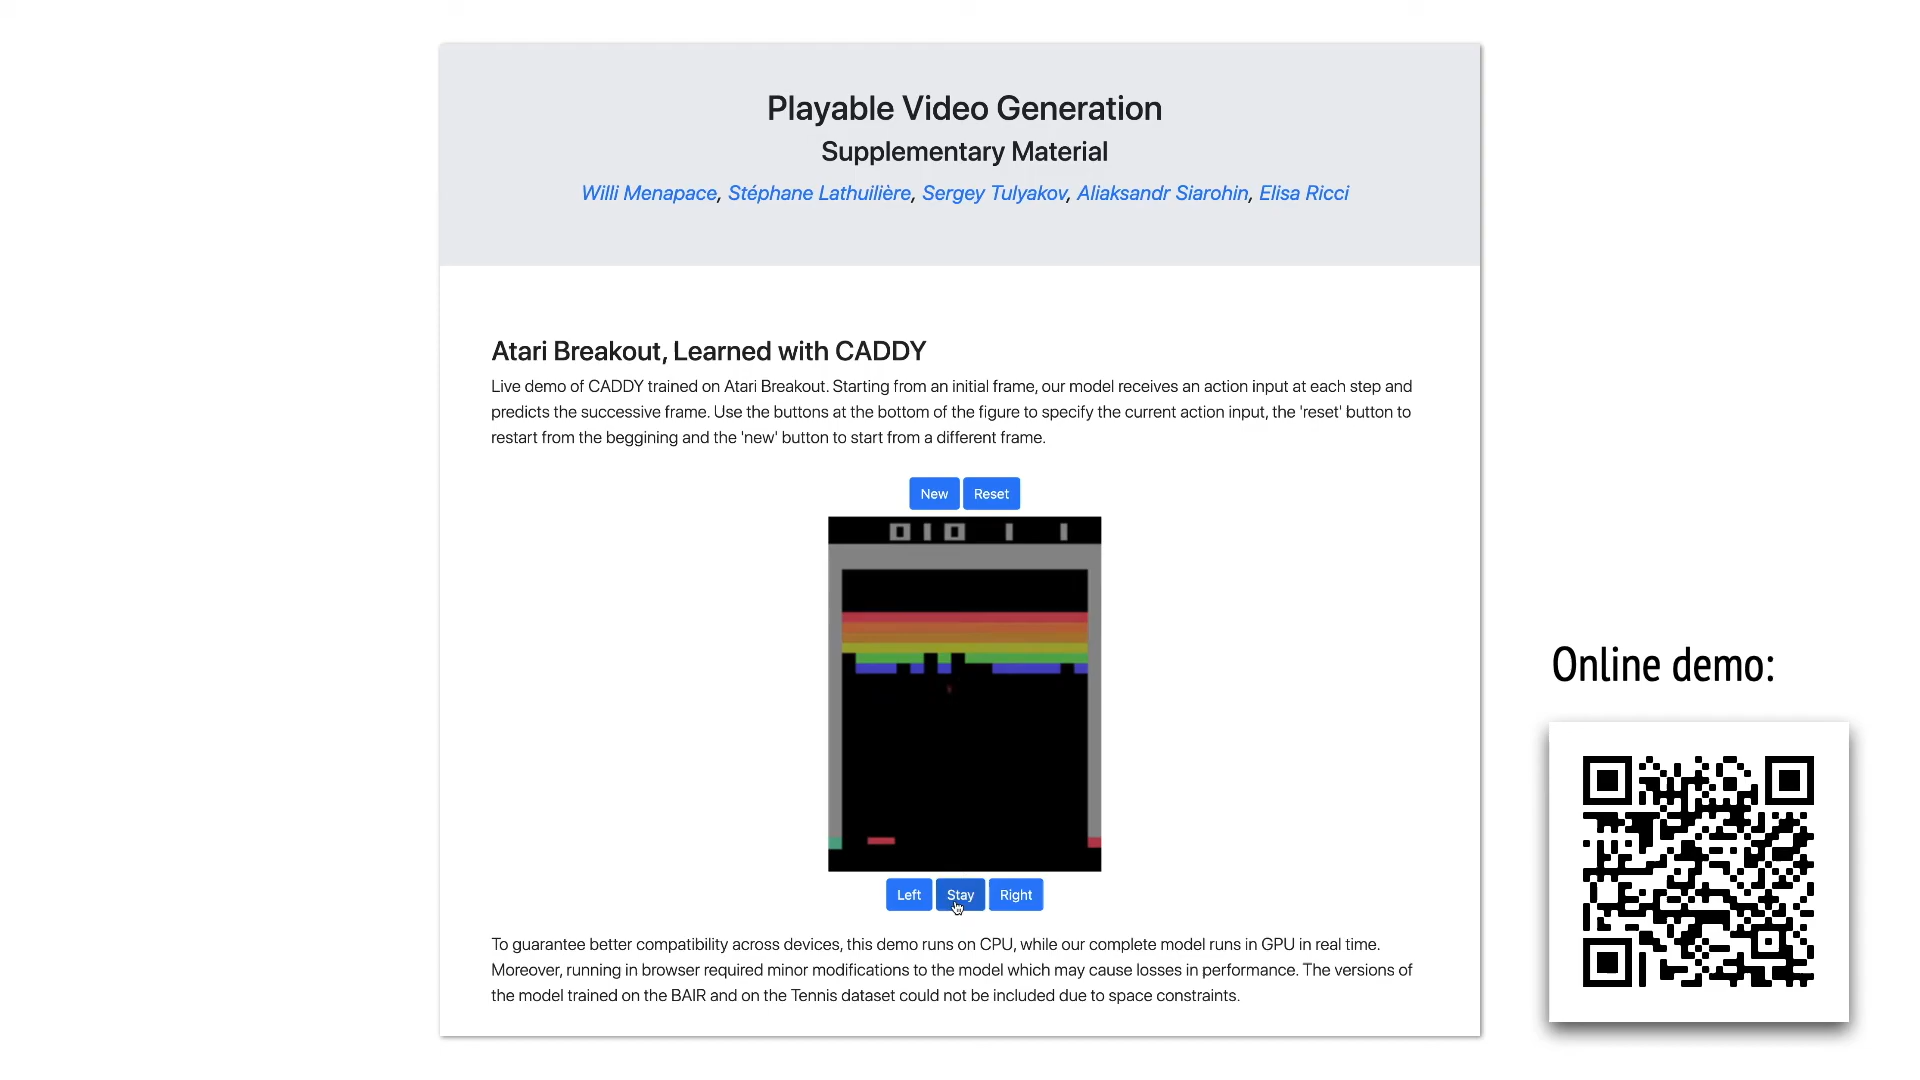 Playable Video Generation
Supplementary Material
Willi Menapace, Stéphane Lathuilière, Sergey Tulyakov, Aliaksandr Siarohin, Elisa Ricci
Atari Breakout, Learned with CADDY
Live demo of CADDY trained on Atari Breakout. Starting from an initial frame, our model receives an action input at each step and
predicts the successive frame. Use the buttons at the bottom of the figure to specify the current action input, the 'reset' button to
restart from the beggining and the 'new' button to start from a different frame.
New Reset
010 1 1
Left Stay Right
To guarantee better compatibility across devices, this demo runs on CPU, while our complete model runs in GPU in real time.
Moreover, running in browser required minor modifications to the model which may cause losses in performance. The versions of
the model trained on the BAIR and on the Tennis dataset could not be included due to space constraints.
Online demo: